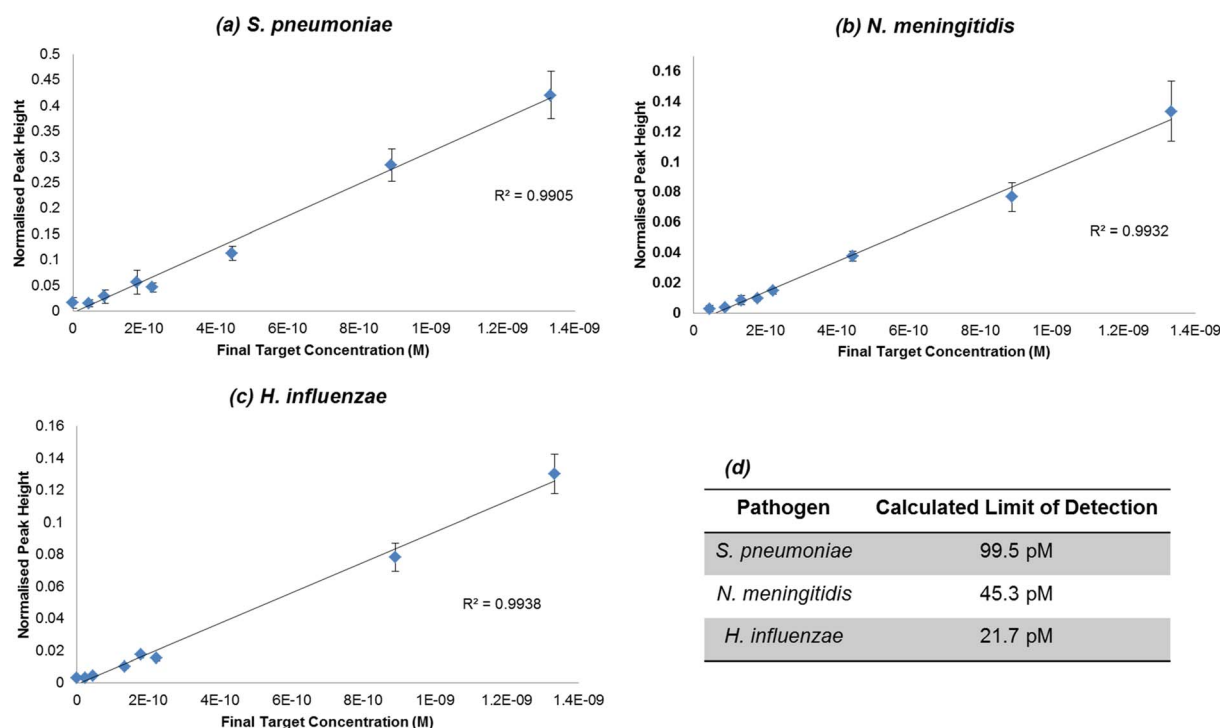 (a) S. pneumoniae
Normalised Peak Height
0.5
0.45
0.4
0.35
0.3
0.25
0.2
0.15
0.1
0.05
0
R² = 0.9905
0 2E-10 4E-10 6E-10 8E-10 1E-09 1.2E-09 1.4E-09
Final Target Concentration (M)
(b) N. meningitidis
Normalised Peak Height
0.16
0.14
0.12
0.1
0.08
0.06
0.04
0.02
0
R² = 0.9932
0 2E-10 4E-10 6E-10 8E-10 1E-09 1.2E-09 1.4E-09
Final Target Concentration (M)
(c) H. influenzae
Normalised Peak Height
0.16
0.14
0.12
0.1
0.08
0.06
0.04
0.02
0
R² = 0.9938
0 2E-10 4E-10 6E-10 8E-10 1E-09 1.2E-09 1.4E-09
Final Target Concentration (M)
(d)
Pathogen Calculated Limit of Detection
S. pneumoniae 99.5 pM
N. meningitidis 45.3 pM
H. influenzae 21.7 pM